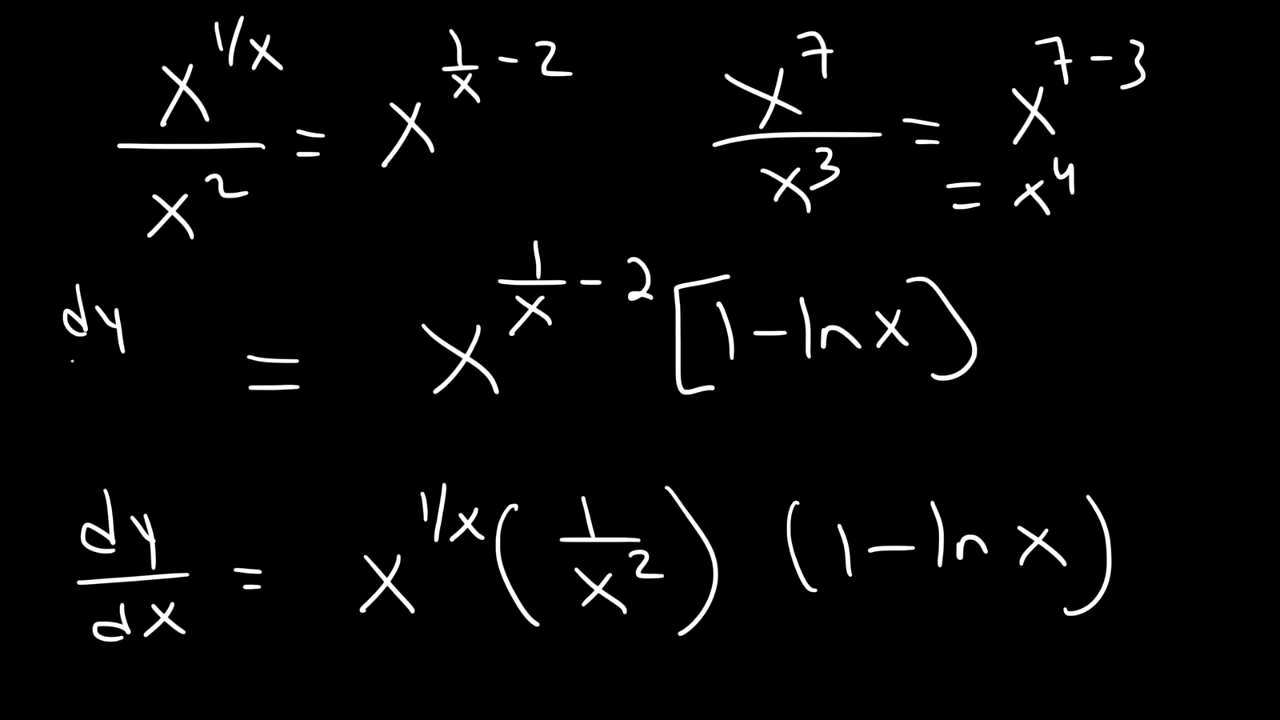 x^{1/x} / x^2 = x^{1/x - 2}
x^7 / x^3 = x^{7-3}
= x^4
dy = x^{1/x - 2} [1 - ln x)
dy/dx = x^{1/x} (1/x^2) (1 - ln x)